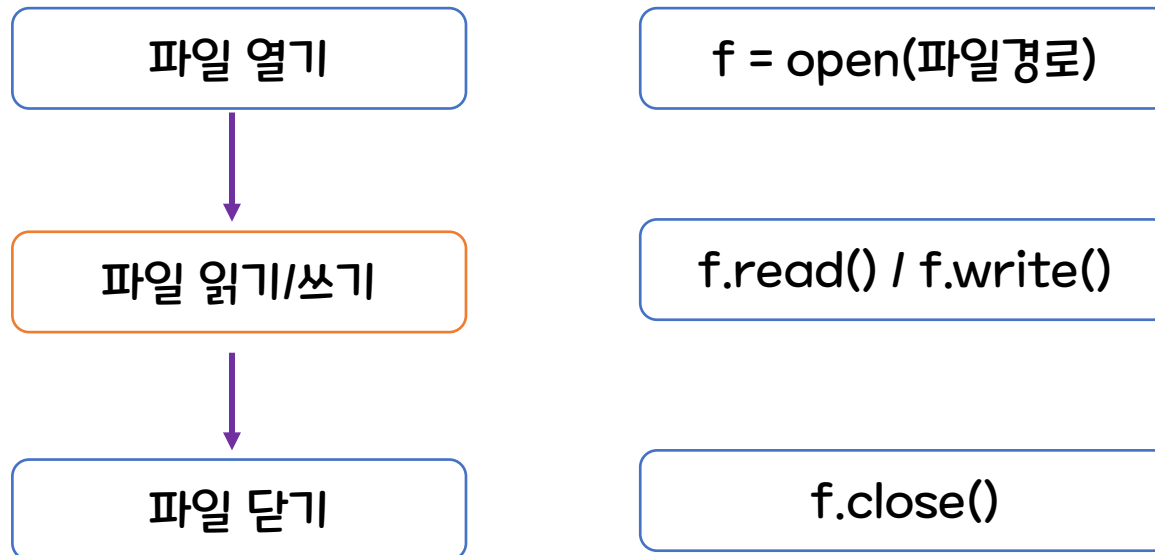 파일 열기
f = open(파일경로)
파일 읽기/쓰기
f.read() / f.write()
파일 닫기
f.close()